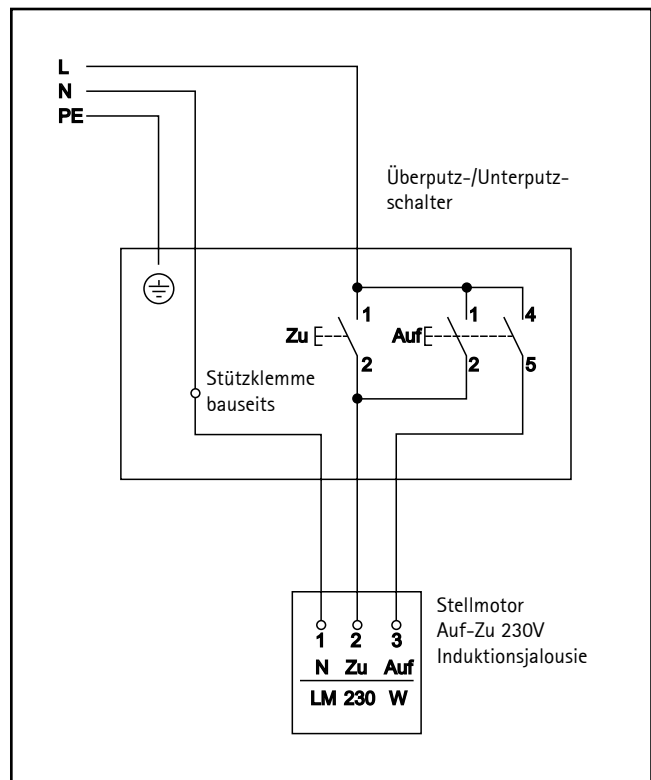 L
N
PE
Überputz-/Unterputz-
schalter
1 1 4
Zu Auf
2 2 5
Stützklemme
bauseits
Stellmotor
Auf-Zu 230V
Induktionsjalousie
1 2 3
N Zu Auf
LM 230 W